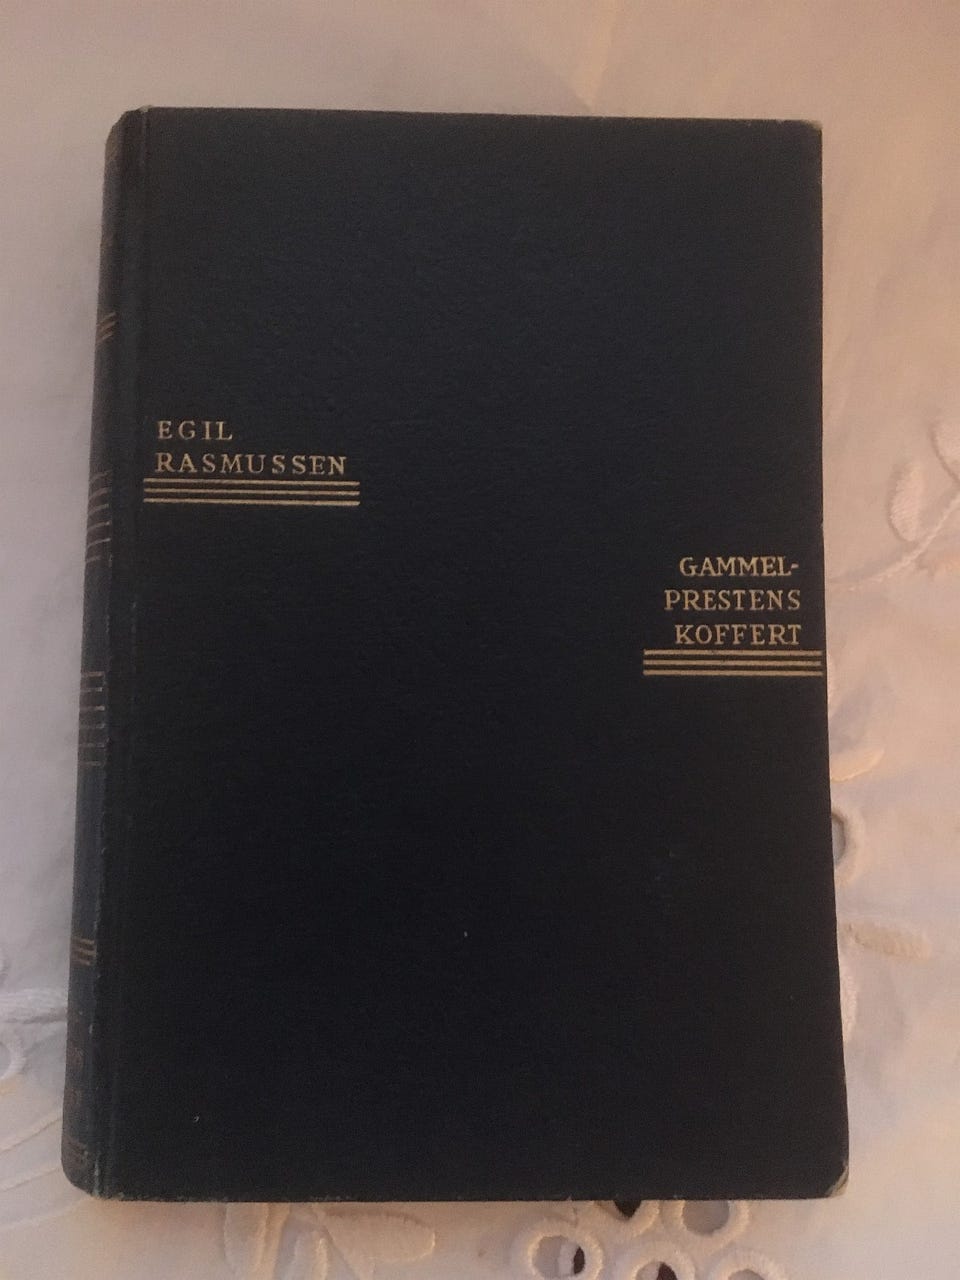 EGIL
RASMUSSEN
GAMMEL-
PRESTENS
KOFFERT